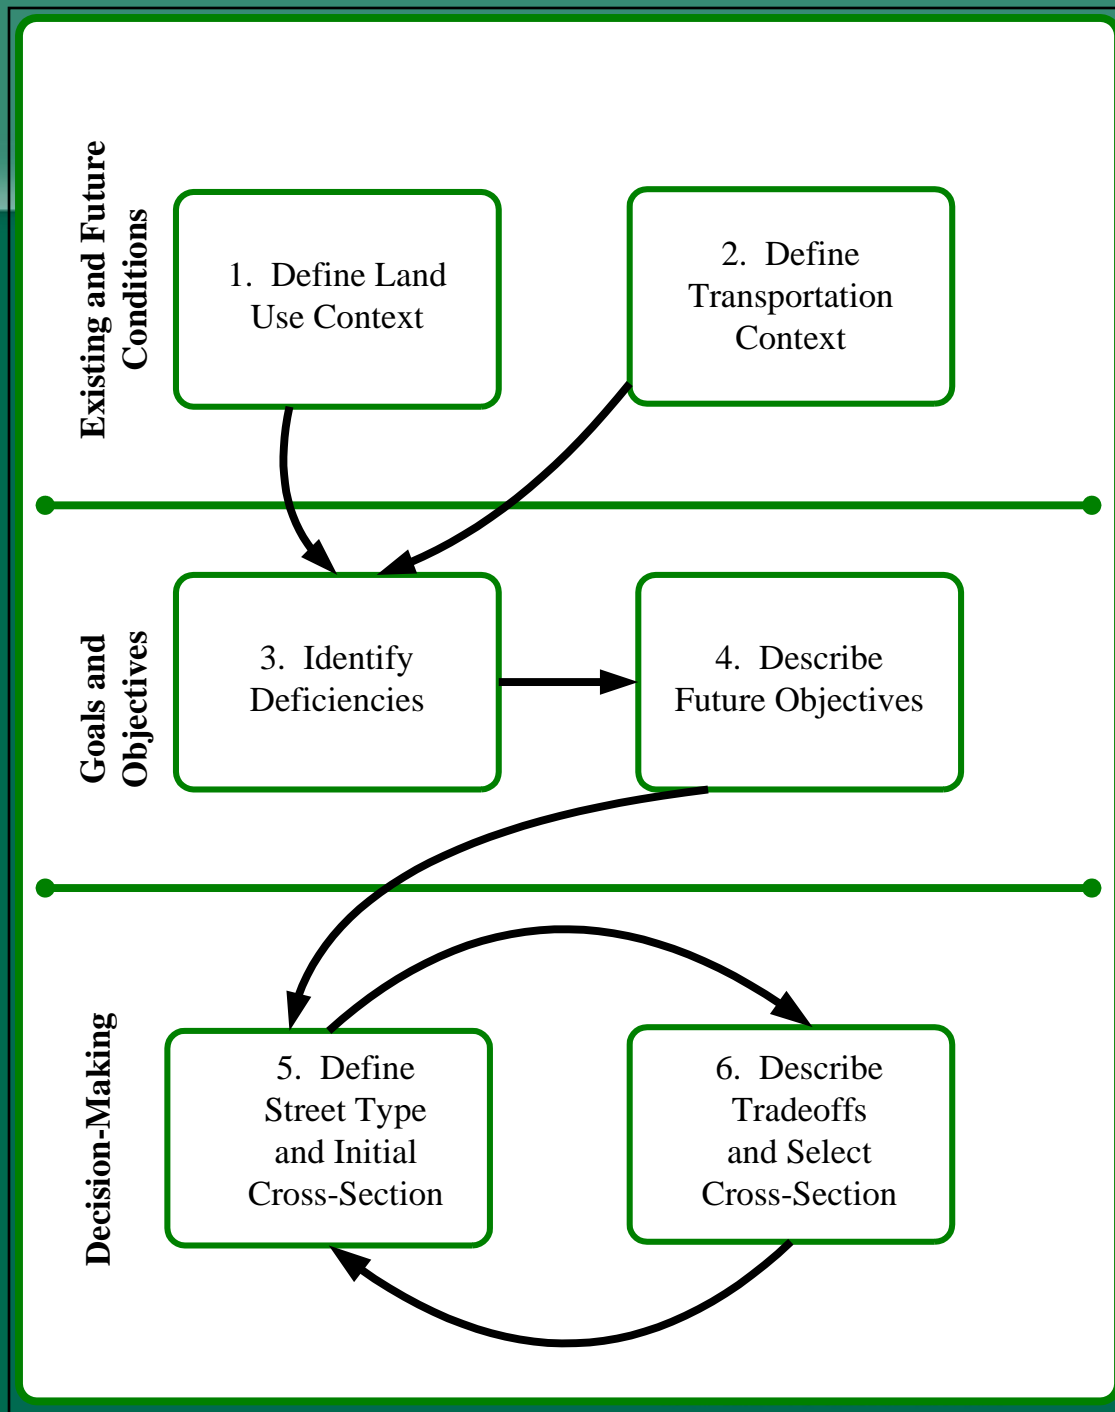 Existing and Future
Conditions
1. Define Land
Use Context
2. Define
Transportation
Context
Goals and
Objectives
3. Identify
Deficiencies
4. Describe
Future Objectives
Decision-Making
5. Define
Street Type
and Initial
Cross-Section
6. Describe
Tradeoffs
and Select
Cross-Section